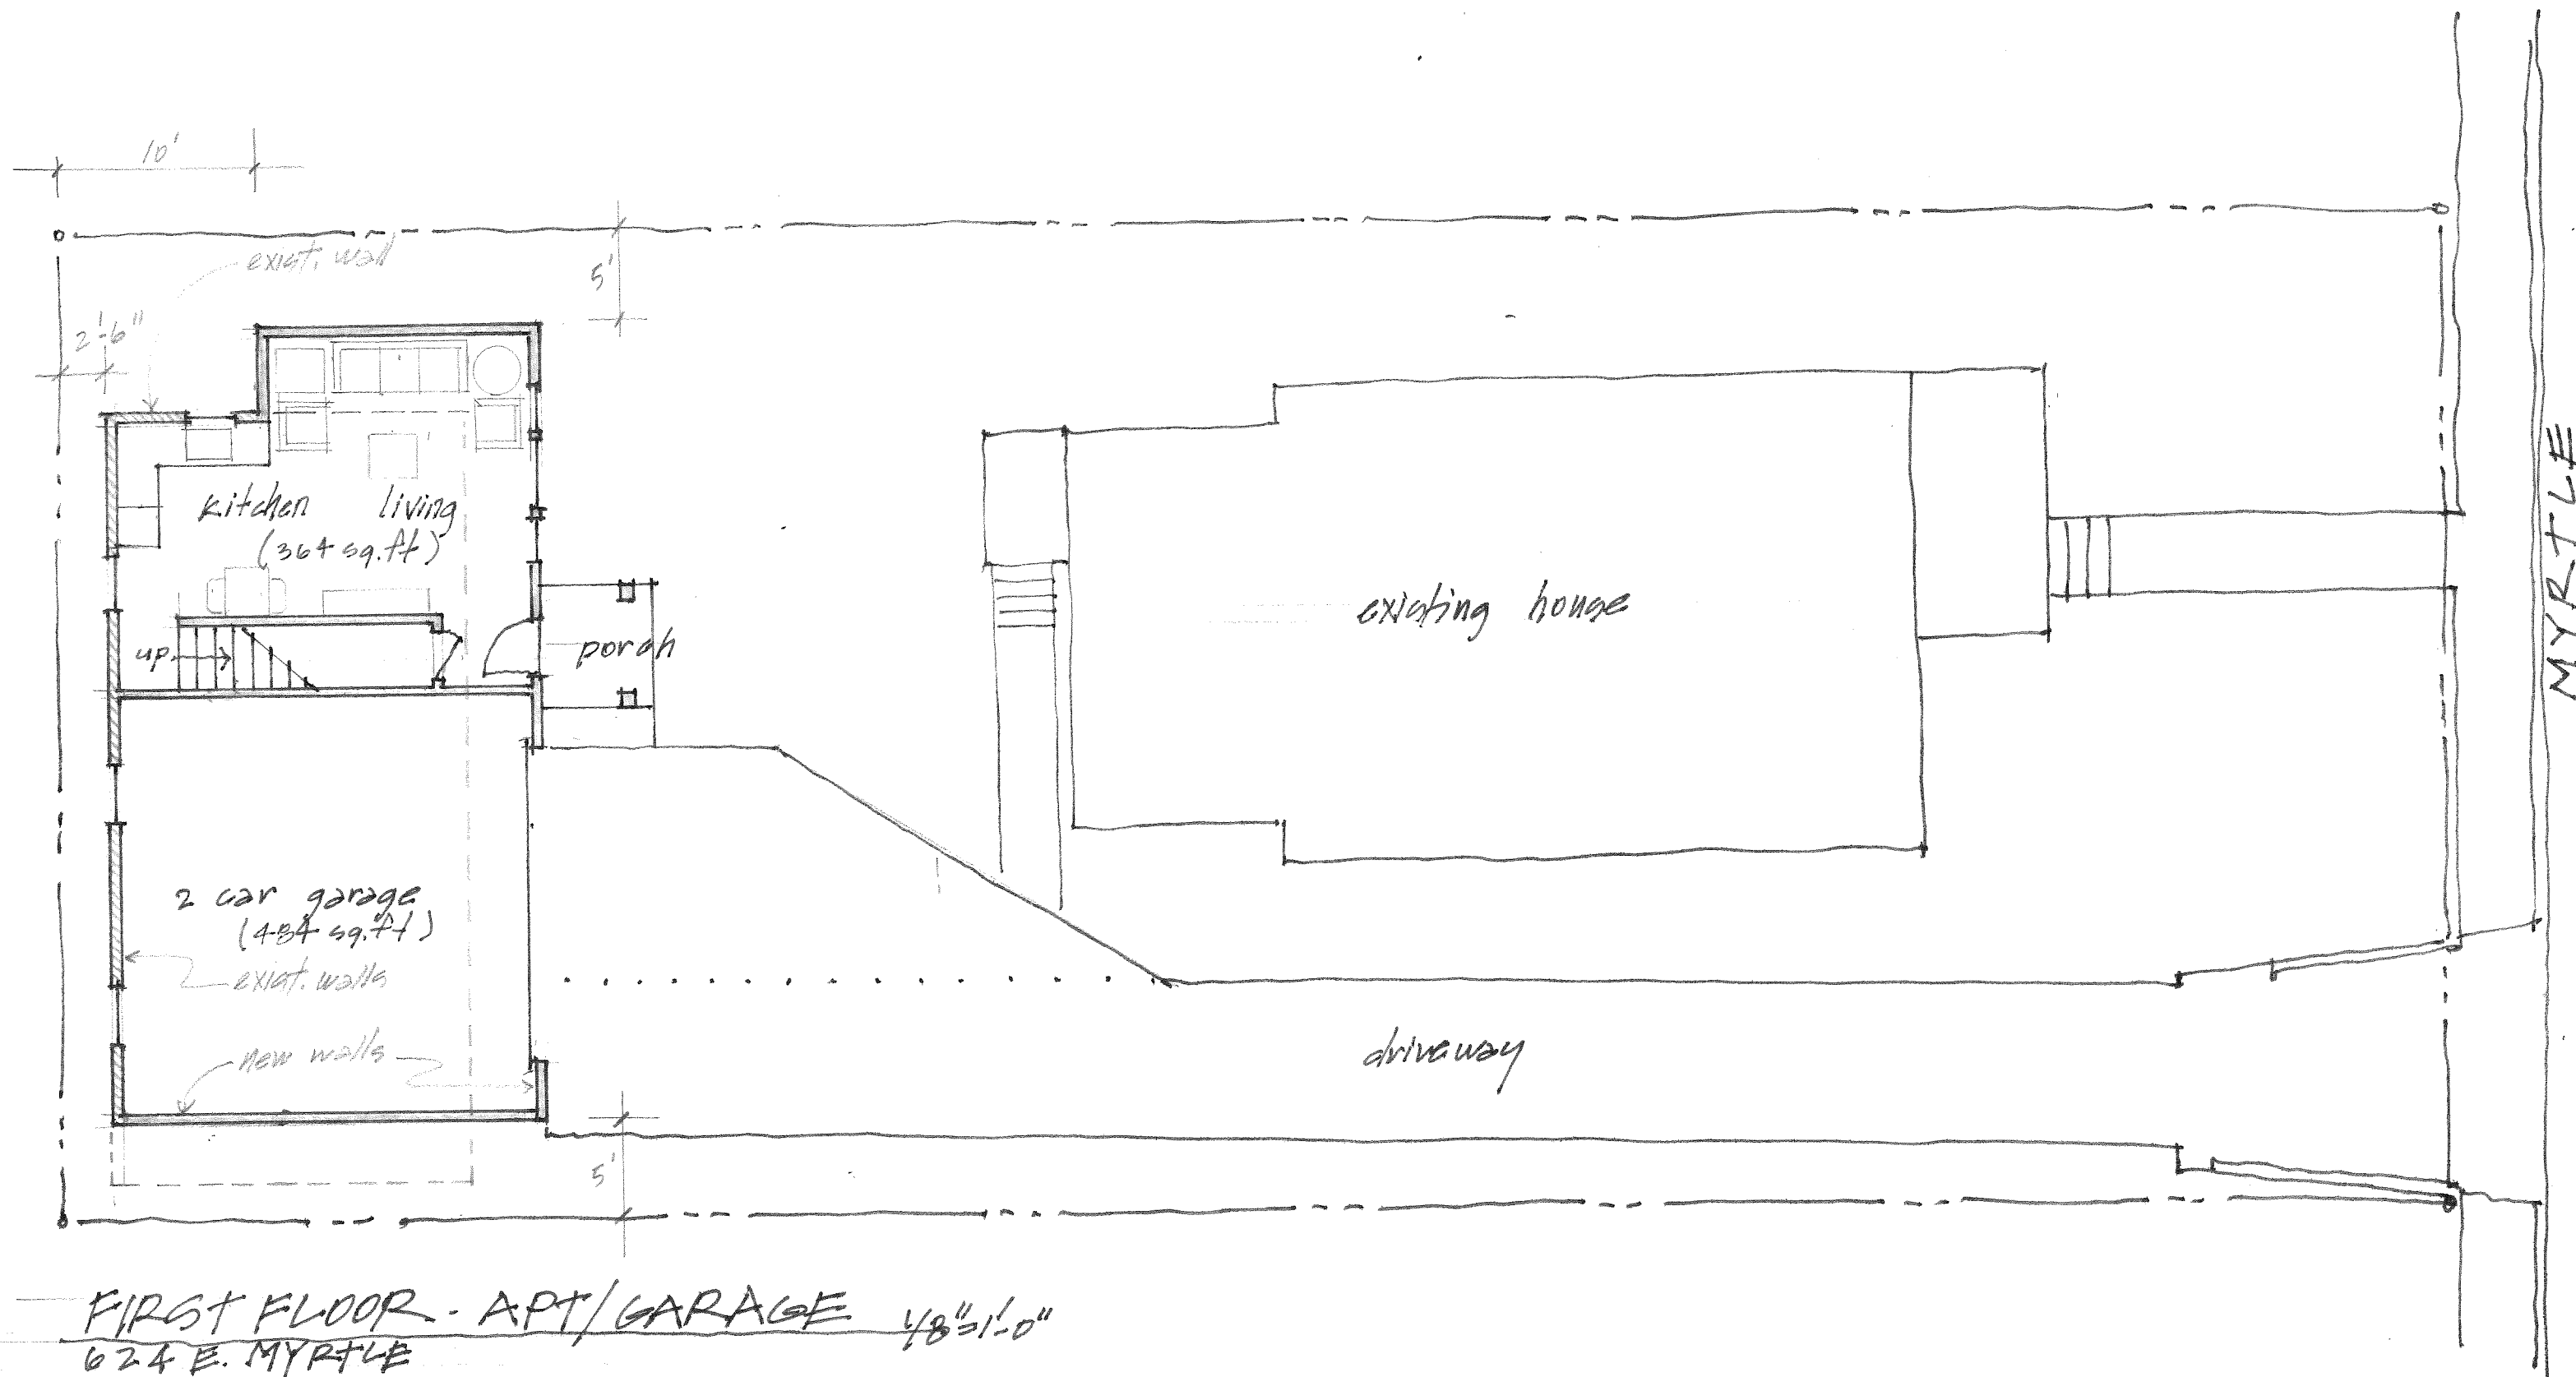 10'
exist. wall
5'
2'-6"
kitchen living
(364 sq.ft)
up
porch
existing house
MYRTLE
2 car garage
(484 sq.ft)
exist. walls
new walls
driveway
5'
FIRST FLOOR - APT/GARAGE 1/8"=1'-0"
624 E. MYRTLE